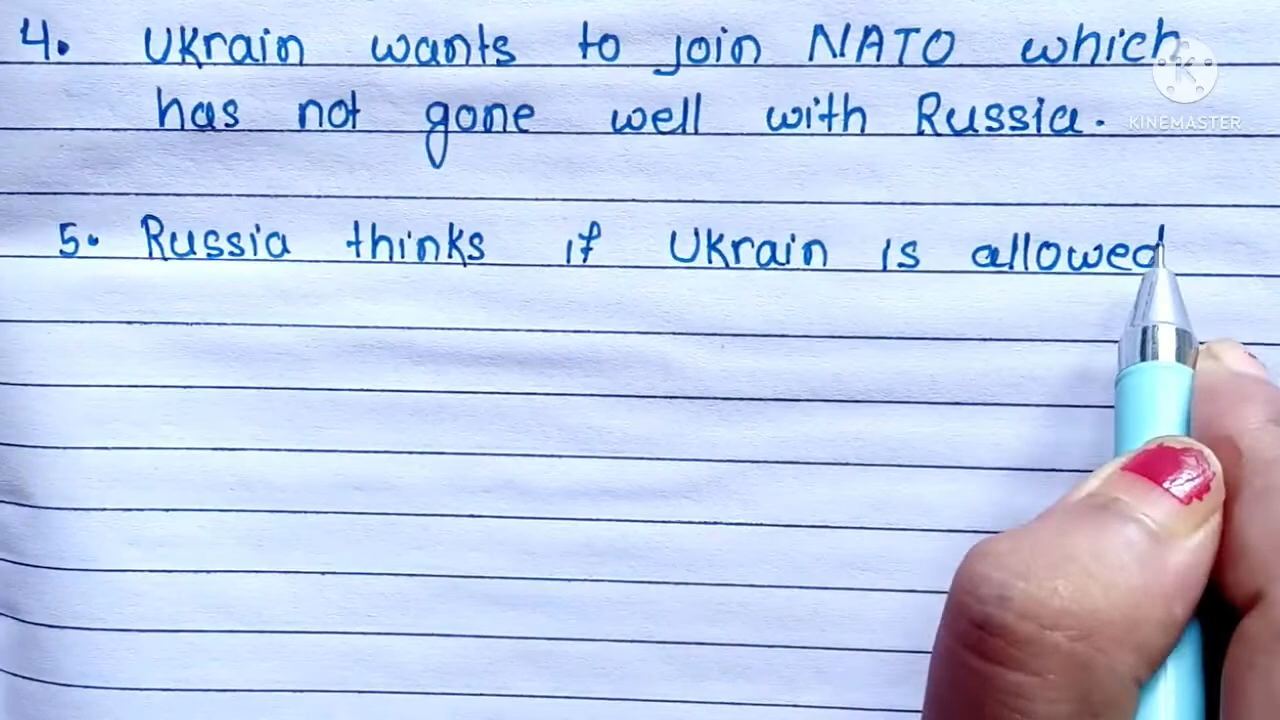 4. Ukrain wants to join NATO which
has not gone well with Russia.
K
KINEMASTER
5. Russia thinks if Ukrain is allowed